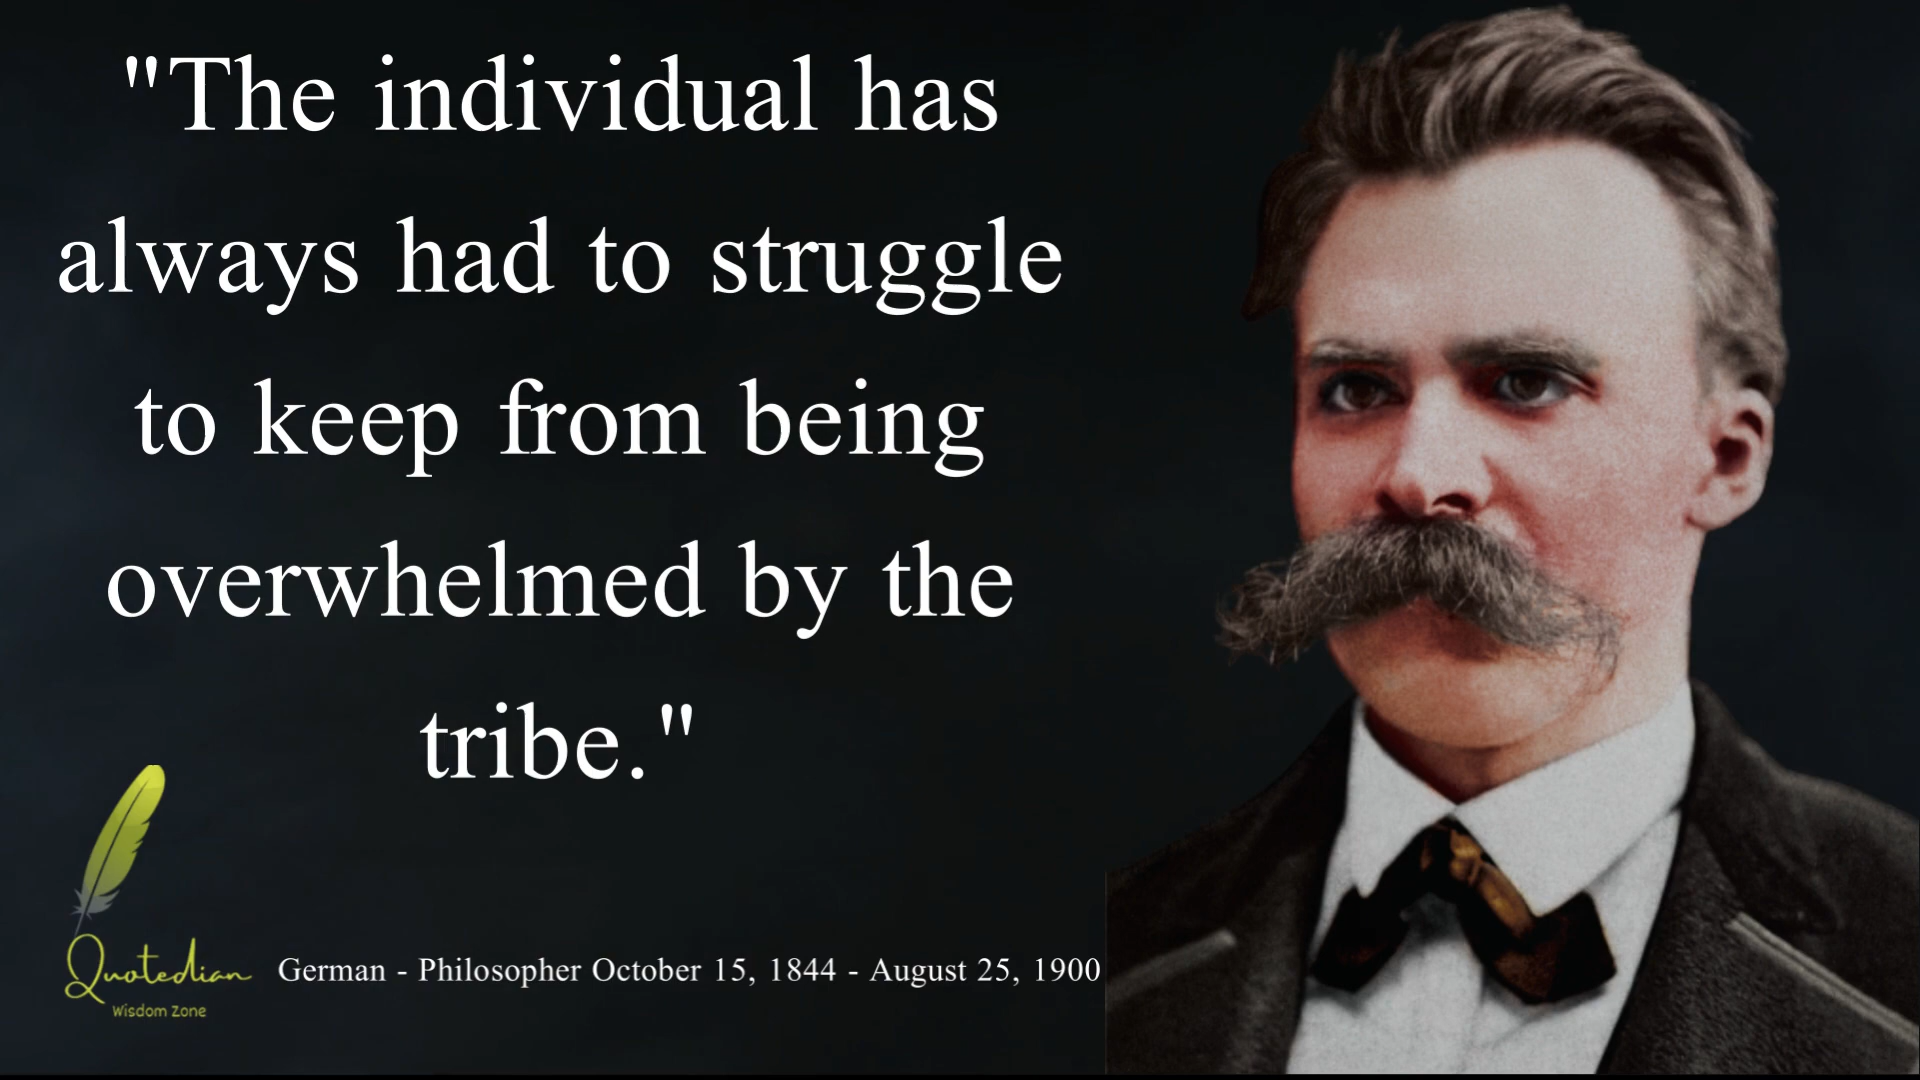 "The individual has
always had to struggle
to keep from being
overwhelmed by the
tribe."
Quotedian
Wisdom Zone
German - Philosopher October 15, 1844 - August 25, 1900